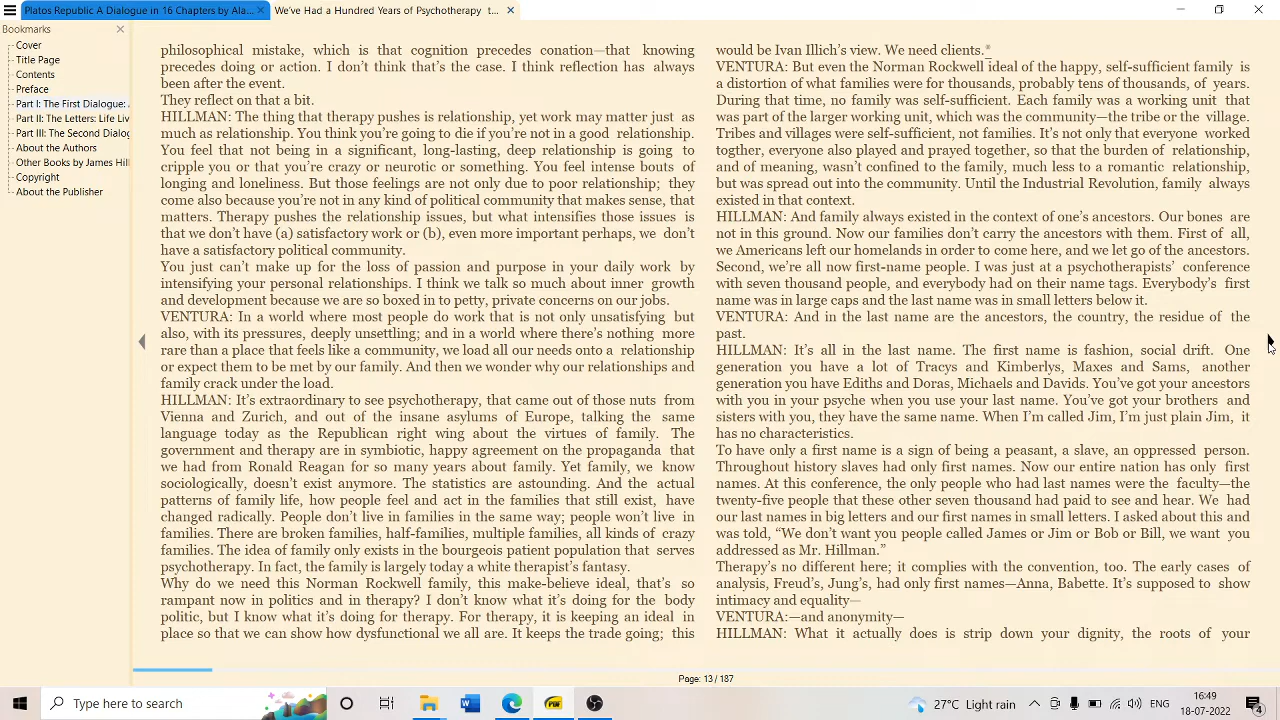 Platos Republic A Dialogue in 16 Chapters by Ala...
We've Had a Hundred Years of Psychotherapy t...
Bookmarks
Cover
Title Page
Contents
Preface
Part I: The First Dialogue:
Part II: The Letters: Life Liv
Part III: The Second Dialog
About the Authors
Other Books by James Hill
Copyright
About the Publisher
philosophical mistake, which is that cognition precedes conation—that knowing
precedes doing or action. I don't think that's the case. I think reflection has always
been after the event.
They reflect on that a bit.
HILLMAN: The thing that therapy pushes is relationship, yet work may matter just as
much as relationship. You think you're going to die if you're not in a good relationship.
You feel that not being in a significant, long-lasting, deep relationship is going to
cripple you or that you're crazy or neurotic or something. You feel intense bouts of
longing and loneliness. But those feelings are not only due to poor relationship; they
come also because you're not in any kind of political community that makes sense, that
matters. Therapy pushes the relationship issues, but what intensifies those issues is
that we don't have (a) satisfactory work or (b), even more important perhaps, we don't
have a satisfactory political community.
You just can't make up for the loss of passion and purpose in your daily work by
intensifying your personal relationships. I think we talk so much about inner growth
and development because we are so boxed in to petty, private concerns on our jobs.
VENTURA: In a world where most people do work that is not only unsatisfying but
also, with its pressures, deeply unsettling; and in a world where there's nothing more
rare than a place that feels like a community, we load all our needs onto a relationship
or expect them to be met by our family. And then we wonder why our relationships and
family crack under the load.
HILLMAN: It's extraordinary to see psychotherapy, that came out of those nuts from
Vienna and Zurich, and out of the insane asylums of Europe, talking the same
language today as the Republican right wing about the virtues of family. The
government and therapy are in symbiotic, happy agreement on the propaganda that
we had from Ronald Reagan for so many years about family. Yet family, we know
sociologically, doesn't exist anymore. The statistics are astounding. And the actual
patterns of family life, how people feel and act in the families that still exist, have
changed radically. People don't live in families in the same way; people won't live in
families. There are broken families, half-families, multiple families, all kinds of crazy
families. The idea of family only exists in the bourgeois patient population that serves
psychotherapy. In fact, the family is largely today a white therapist's fantasy.
Why do we need this Norman Rockwell family, this make-believe ideal, that's so
rampant now in politics and in therapy? I don't know what it's doing for the body
politic, but I know what it's doing for therapy. For therapy, it is keeping an ideal in
place so that we can show how dysfunctional we all are. It keeps the trade going; this
would be Ivan Illich's view. We need clients.*
VENTURA: But even the Norman Rockwell ideal of the happy, self-sufficient family is
a distortion of what families were for thousands, probably tens of thousands, of years.
During that time, no family was self-sufficient. Each family was a working unit that
was part of the larger working unit, which was the community—the tribe or the village.
Tribes and villages were self-sufficient, not families. It's not only that everyone worked
togther, everyone also played and prayed together, so that the burden of relationship,
and of meaning, wasn't confined to the family, much less to a romantic relationship,
but was spread out into the community. Until the Industrial Revolution, family always
existed in that context.
HILLMAN: And family always existed in the context of one's ancestors. Our bones are
not in this ground. Now our families don't carry the ancestors with them. First of all,
we Americans left our homelands in order to come here, and we let go of the ancestors.
Second, we're all now first-name people. I was just at a psychotherapists' conference
with seven thousand people, and everybody had on their name tags. Everybody's first
name was in large caps and the last name was in small letters below it.
VENTURA: And in the last name are the ancestors, the country, the residue of the
past.
HILLMAN: It's all in the last name. The first name is fashion, social drift. One
generation you have a lot of Tracys and Kimberlys, Maxes and Sams, another
generation you have Ediths and Doras, Michaels and Davids. You've got your ancestors
with you in your psyche when you use your last name. You've got your brothers and
sisters with you, they have the same name. When I'm called Jim, I'm just plain Jim, it
has no characteristics.
To have only a first name is a sign of being a peasant, a slave, an oppressed person.
Throughout history slaves had only first names. Now our entire nation has only first
names. At this conference, the only people who had last names were the faculty—the
twenty-five people that these other seven thousand had paid to see and hear. We had
our last names in big letters and our first names in small letters. I asked about this and
was told, "We don't want you people called James or Jim or Bob or Bill, we want you
addressed as Mr. Hillman."
Therapy's no different here; it complies with the convention, too. The early cases of
analysis, Freud's, Jung's, had only first names—Anna, Babette. It's supposed to show
intimacy and equality—
VENTURA:—and anonymity—
HILLMAN: What it actually does is strip down your dignity, the roots of your
Page: 13 / 187
Type here to search
27°C Light rain
ENG
16:49
18-07-2022
4